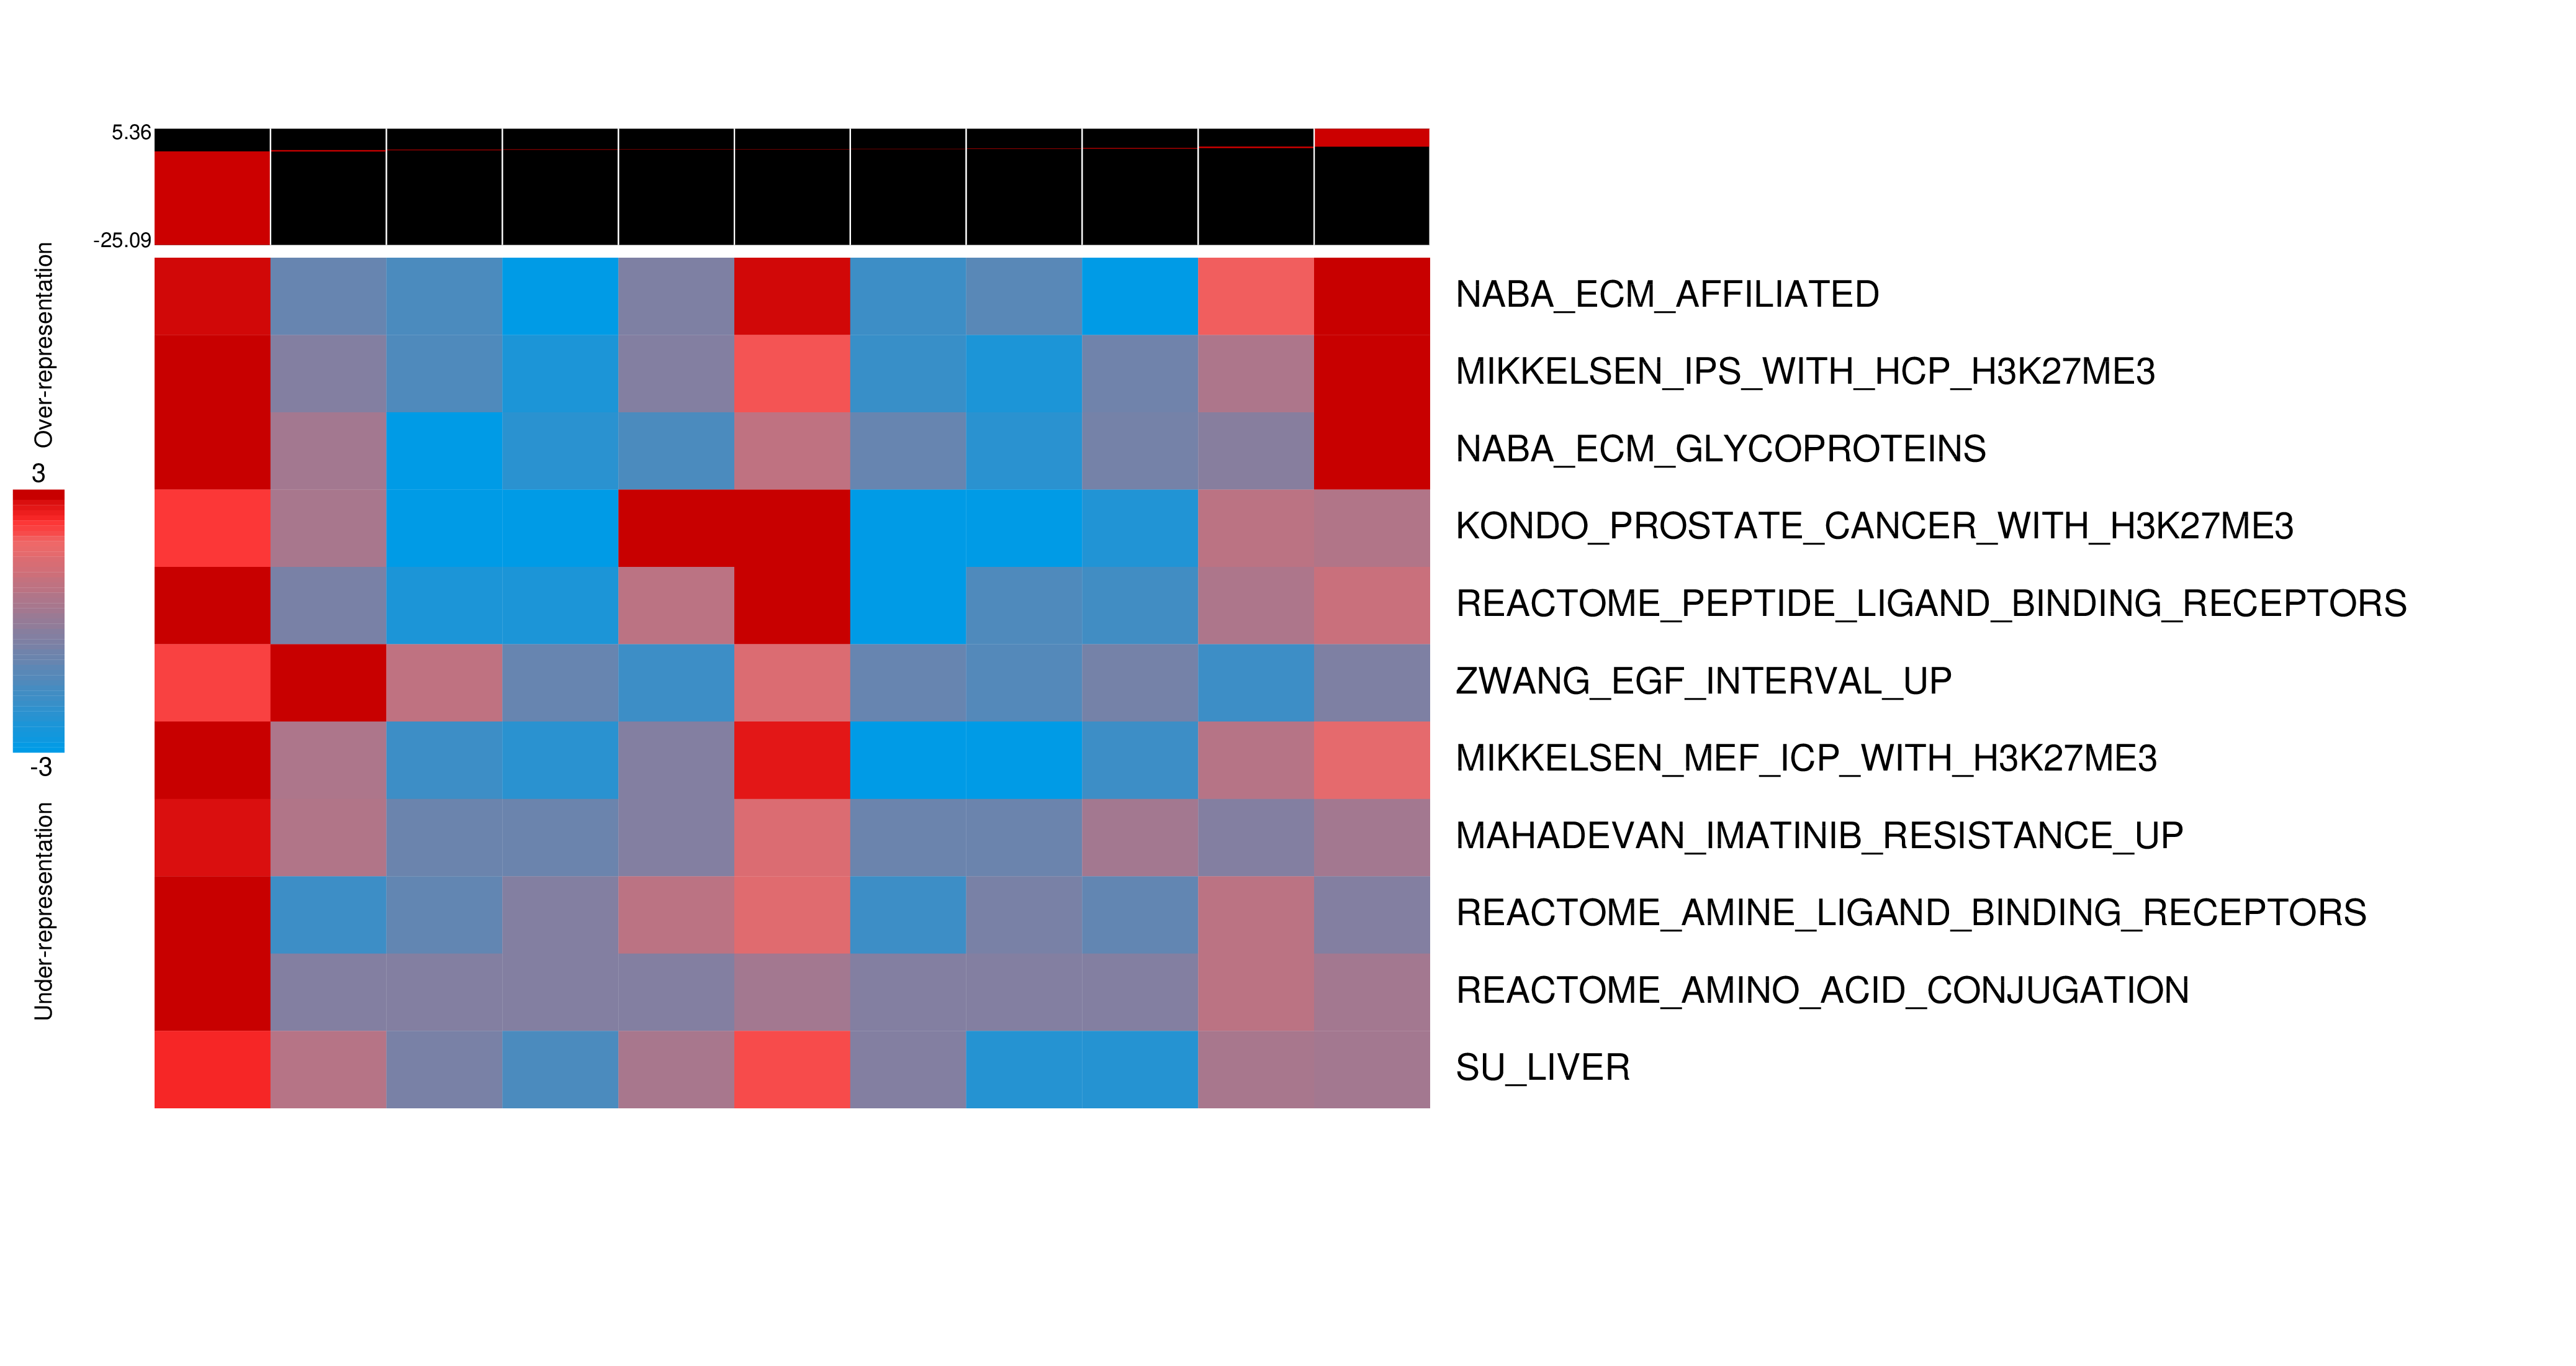 5.36
-25.09
Over-representation
3
-3
Under-representation
NABA_ECM_AFFILIATED
MIKKELSEN_IPS_WITH_HCP_H3K27ME3
NABA_ECM_GLYCOPROTEINS
KONDO_PROSTATE_CANCER_WITH_H3K27ME3
REACTOME_PEPTIDE_LIGAND_BINDING_RECEPTORS
ZWANG_EGF_INTERVAL_UP
MIKKELSEN_MEF_ICP_WITH_H3K27ME3
MAHADEVAN_IMATINIB_RESISTANCE_UP
REACTOME_AMINE_LIGAND_BINDING_RECEPTORS
REACTOME_AMINO_ACID_CONJUGATION
SU_LIVER